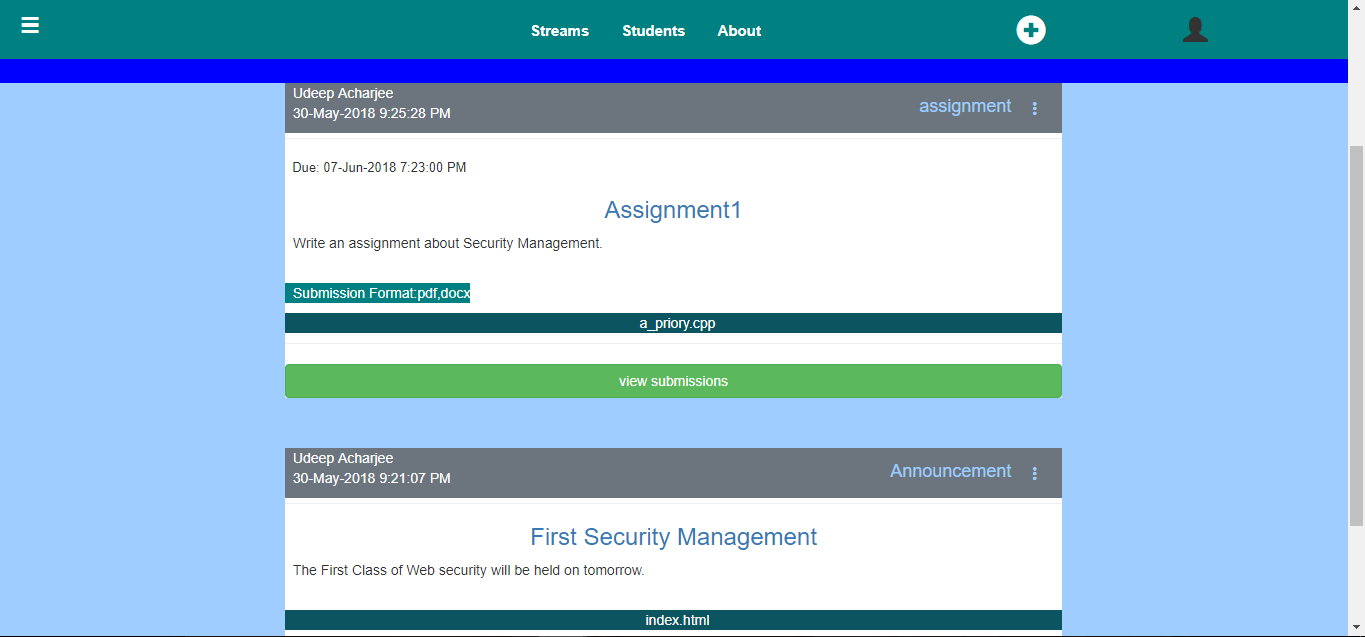 Streams Students About
Udeep Acharjee
30-May-2018 9:25:28 PM
assignment
Due: 07-Jun-2018 7:23:00 PM
Assignment1
Write an assignment about Security Management.
Submission Format:pdf,docx
a_priory.cpp
view submissions
Udeep Acharjee
30-May-2018 9:21:07 PM
Announcement
First Security Management
The First Class of Web security will be held on tomorrow.
index.html